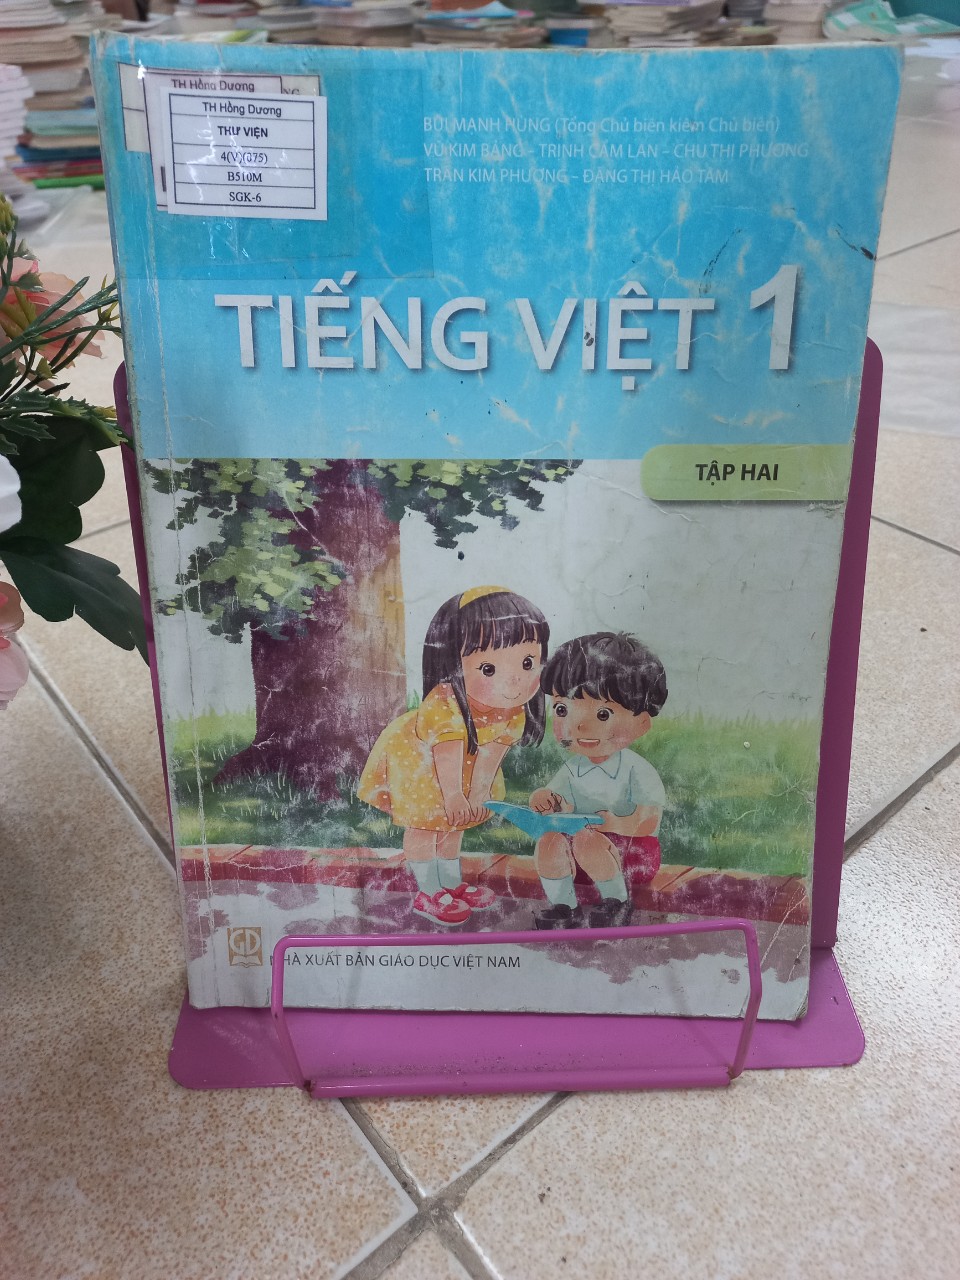 TH Hồng Dương
TH Hồng Dương
THƯ VIỆN
4(V)(075)
B510M
SGK-6
BÙI MẠNH HÙNG (Tổng Chủ biên kiêm Chủ biên)
VŨ KIM BẢNG – TRỊNH CẨM LAN – CHU THỊ PHƯƠNG
TRẦN KIM PHƯỢNG – ĐẶNG THỊ HẢO TÂM
TIẾNG VIỆT 1
TẬP HAI
GD
NHÀ XUẤT BẢN GIÁO DỤC VIỆT NAM